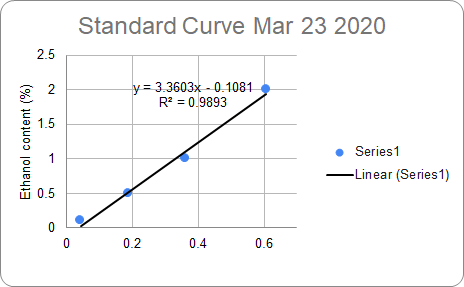 Standard Curve Mar 23 2020
Ethanol content (%)
2.5
2
1.5
1
0.5
0
y = 3.3603x - 0.1081
R² = 0.9893
0
0.2
0.4
0.6
Series1
Linear (Series1)